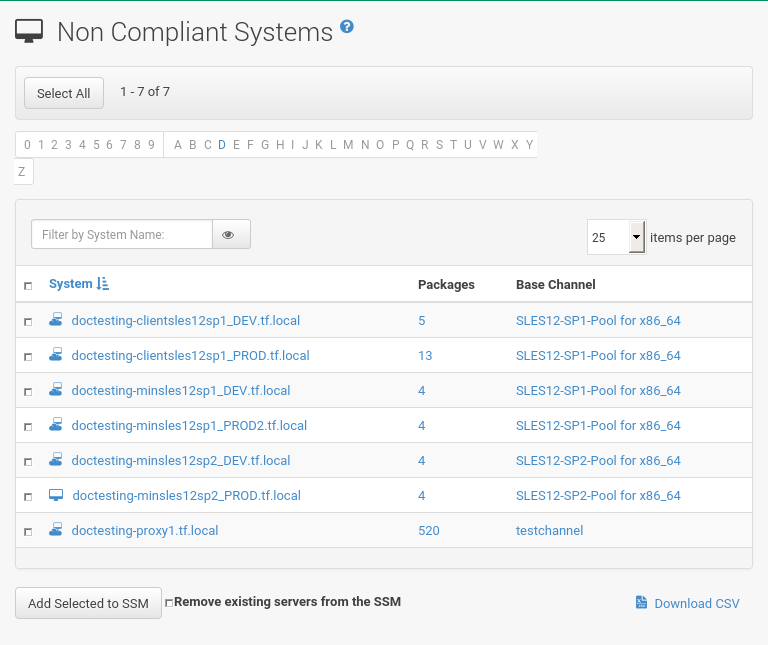 Non Compliant Systems ?
Select All 1 - 7 of 7
0 1 2 3 4 5 6 7 8 9 A B C D E F G H I J K L M N O P Q R S T U V W X Y
Z
Filter by System Name: 25 items per page
System Packages Base Channel
doctesting-clientsles12sp1_DEV.tf.local 5 SLES12-SP1-Pool for x86_64
doctesting-clientsles12sp1_PROD.tf.local 13 SLES12-SP1-Pool for x86_64
doctesting-minsles12sp1_DEV.tf.local 4 SLES12-SP1-Pool for x86_64
doctesting-minsles12sp1_PROD2.tf.local 4 SLES12-SP1-Pool for x86_64
doctesting-minsles12sp2_DEV.tf.local 4 SLES12-SP2-Pool for x86_64
doctesting-minsles12sp2_PROD.tf.local 4 SLES12-SP2-Pool for x86_64
doctesting-proxy1.tf.local 520 testchannel
Add Selected to SSM Remove existing servers from the SSM Download CSV